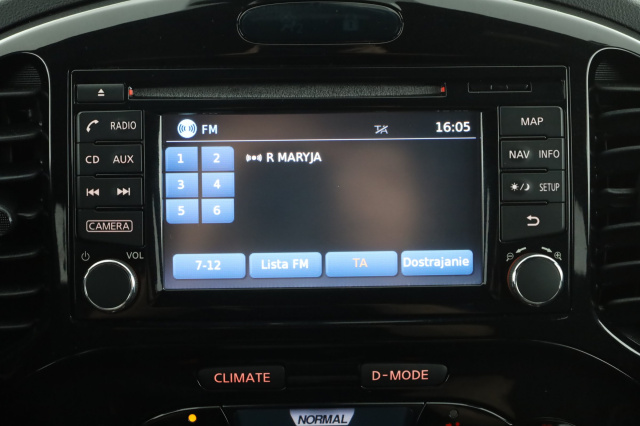 FM TA 16:05
RADIO
CD AUX
CAMERA
VOL
MAP
NAV INFO
SETUP
1 2 R MARYJA
3 4
5 6
7-12 Lista FM TA Dostrajanie
CLIMATE D-MODE
NORMAL